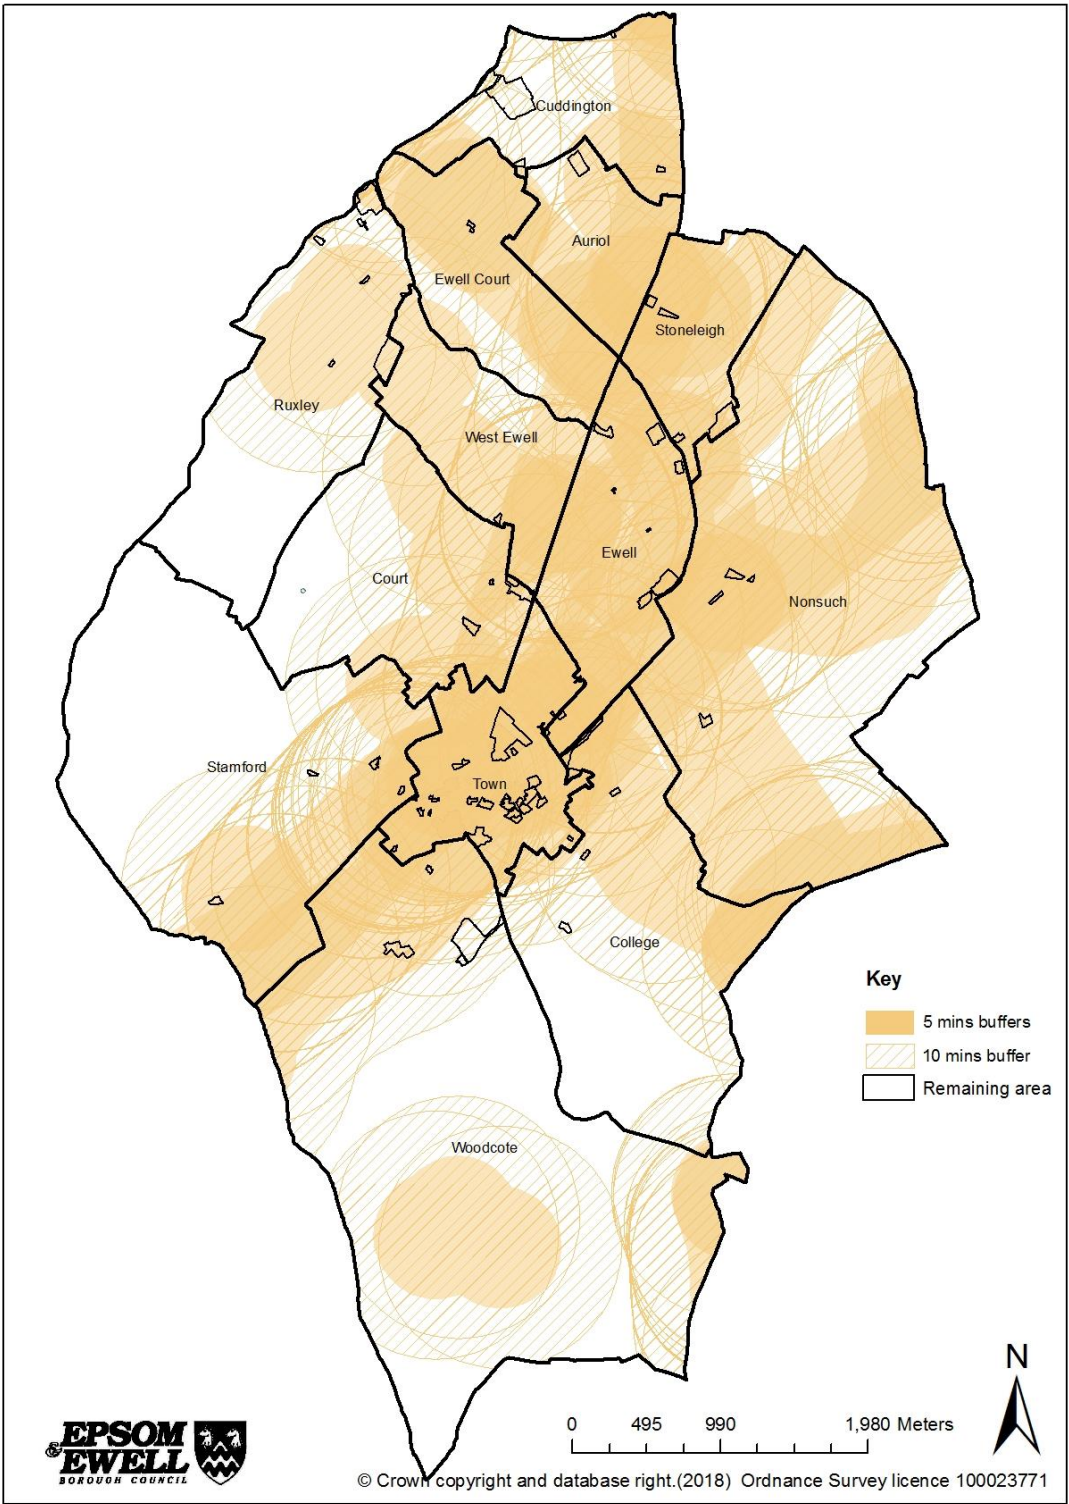 Cuddington
Auriol
Ewell Court
Stoneleigh
Ruxley
West Ewell
Ewell
Court
Nonsuch
Stamford
Town
College
Key
5 mins buffers
10 mins buffer
Remaining area
Woodcote
N
0 495 990 1,980 Meters
EPSOM
& EWELL
BOROUGH COUNCIL
© Crown copyright and database right.(2018) Ordnance Survey licence 100023771